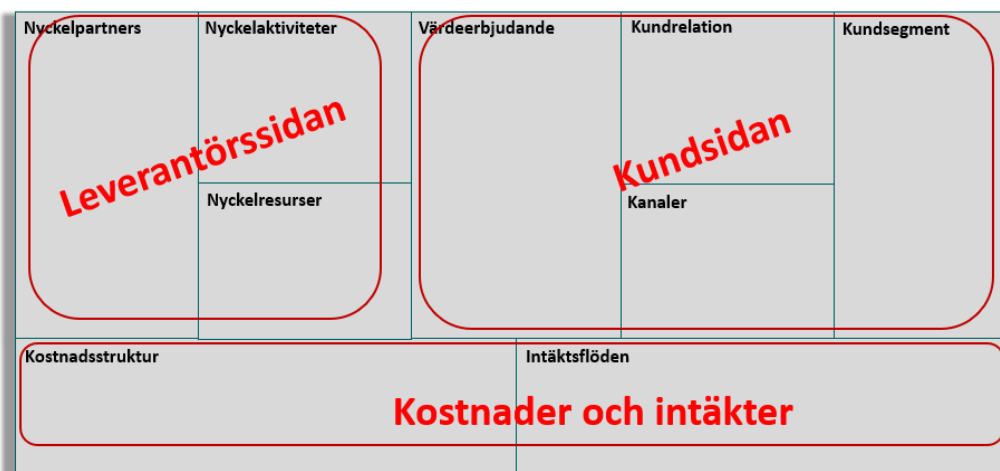 Nyckelpartners
Nyckelaktiviteter
Värdeerbjudande
Kundrelation
Kundsegment
Leverantörssidan
Kundsidan
Nyckelresurser
Kanaler
Kostnadsstruktur
Intäktsflöden
Kostnader och intäkter